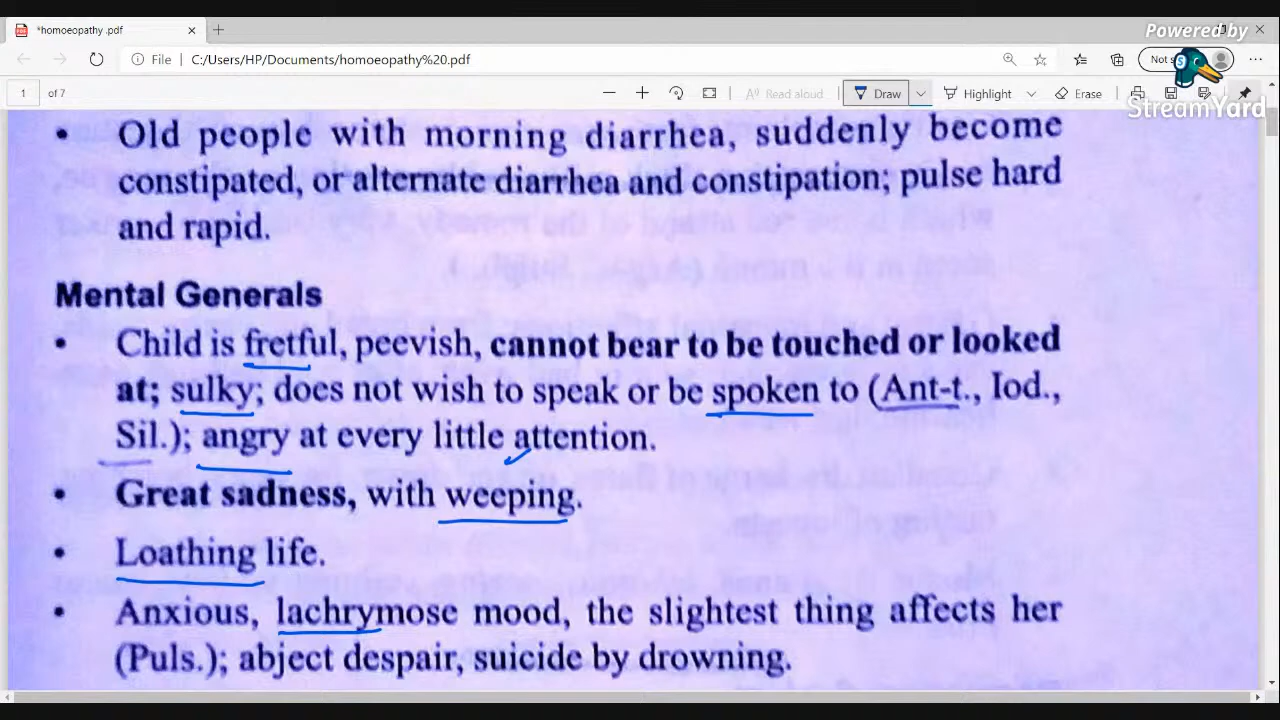 *homoeopathy .pdf
Powered by
File
C:/Users/HP/Documents/homoeopathy%20.pdf
Not s
S
1 of 7
Read aloud
Draw
Highlight
Erase
StreamYard
• Old people with morning diarrhea, suddenly become
constipated, or alternate diarrhea and constipation; pulse hard
and rapid.
Mental Generals
• Child is fretful, peevish, cannot bear to be touched or looked
at; sulky; does not wish to speak or be spoken to (Ant-t., Iod.,
Sil.); angry at every little attention.
• Great sadness, with weeping.
• Loathing life.
• Anxious, lachrymose mood, the slightest thing affects her
(Puls.); abject despair, suicide by drowning.